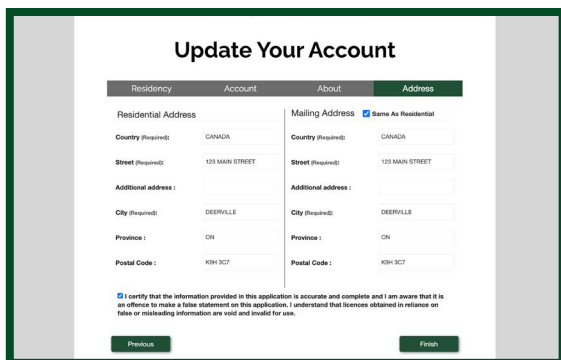 Update Your Account
Residency Account About Address
Residential Address
Country (Required): CANADA
Street (Required): 123 MAIN STREET
Additional address :
City (Required): DEERVILLE
Province : ON
Postal Code : K9H 3C7
Mailing Address Same As Residential
Country (Required): CANADA
Street (Required): 123 MAIN STREET
Additional address :
City (Required): DEERVILLE
Province : ON
Postal Code : K9H 3C7
I certify that the information provided in this application is accurate and complete and I am aware that it is
an offence to make a false statement on this application. I understand that licences obtained in reliance on
false or misleading information are void and invalid for use.
Previous Finish